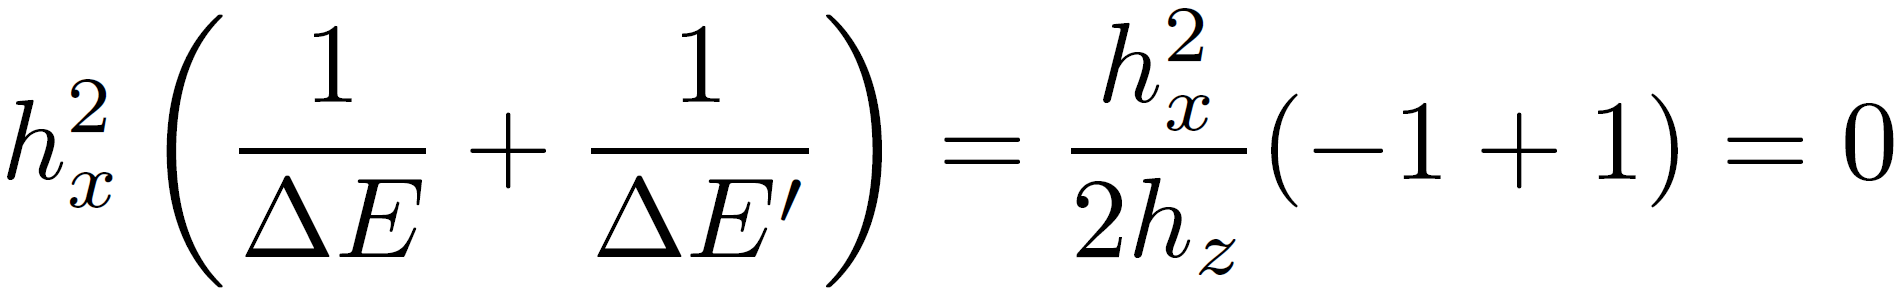 h_x^2 \left( \frac{1}{\Delta E} + \frac{1}{\Delta E'} \right) = \frac{h_x^2}{2h_z} (-1 + 1) = 0